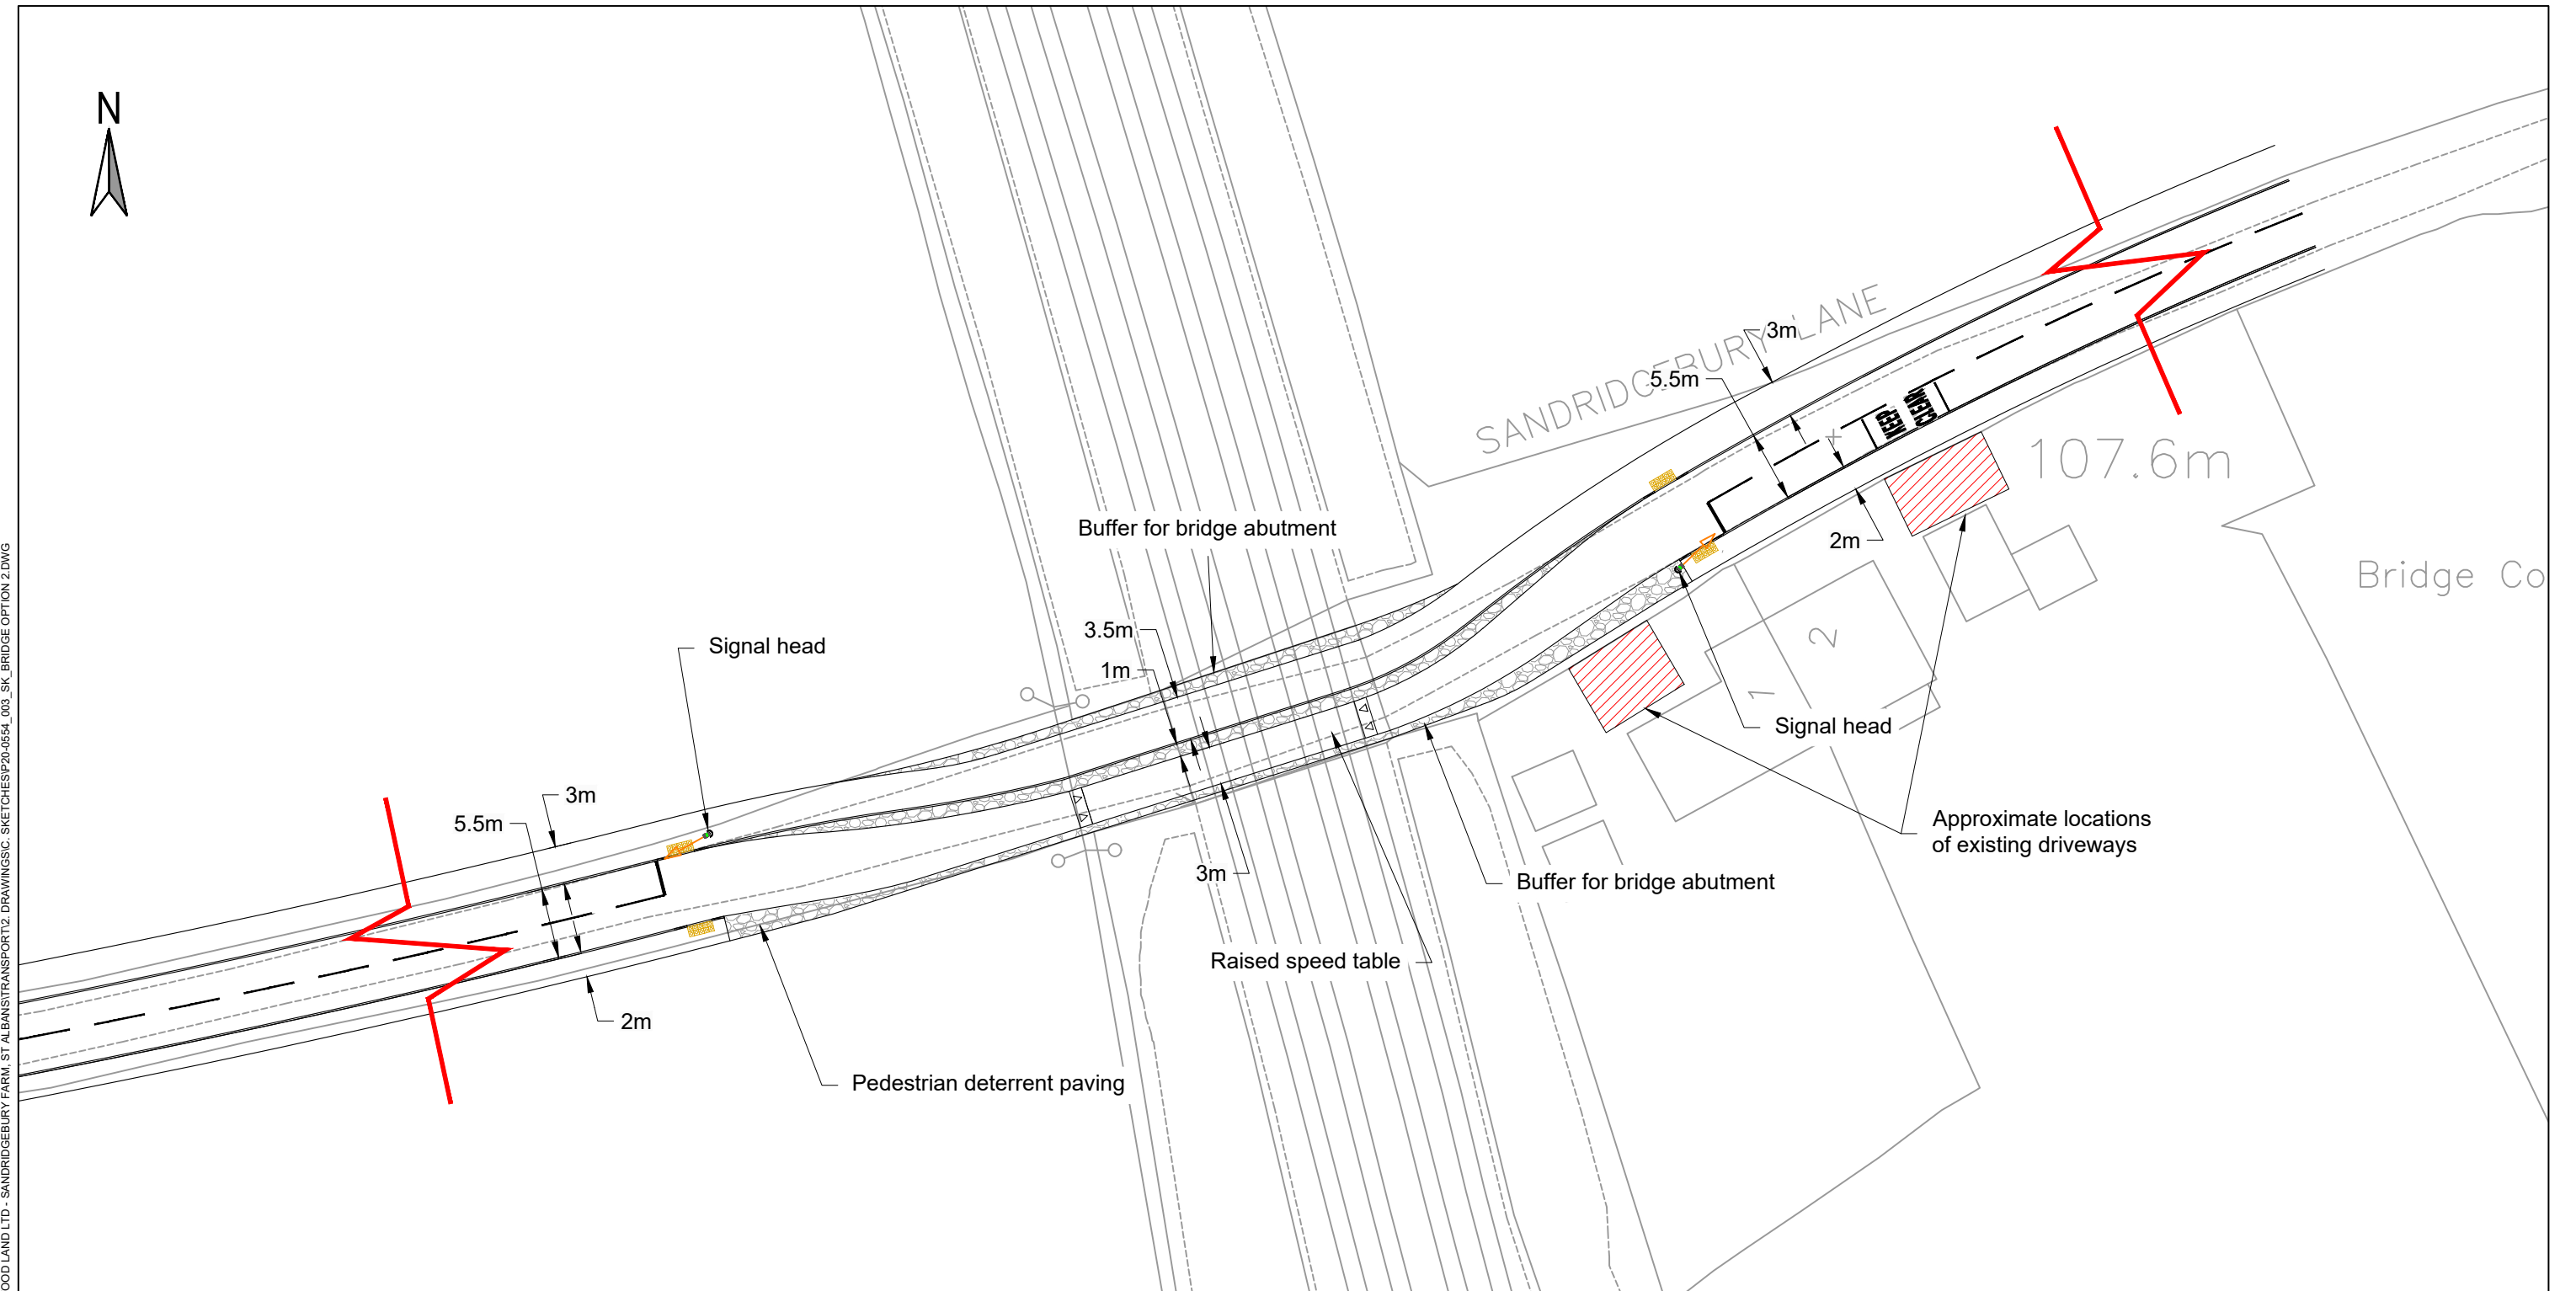 N
SANDRIDGEBURY LANE
3m
5.5m
KEEP
CLEAR
107.6m
2m
Bridge Co
Buffer for bridge abutment
3.5m
1m
Signal head
2
1
Signal head
3m
5.5m
Approximate locations
of existing driveways
3m
Buffer for bridge abutment
Raised speed table
2m
Pedestrian deterrent paving
OOD LAND LTD - SANDRIDGEBURY FARM, ST ALBANS\TRANSPORT\2. DRAWINGS\C. SKETCHES\P20-0554_003_SK_BRIDGE OPTION 2.DWG